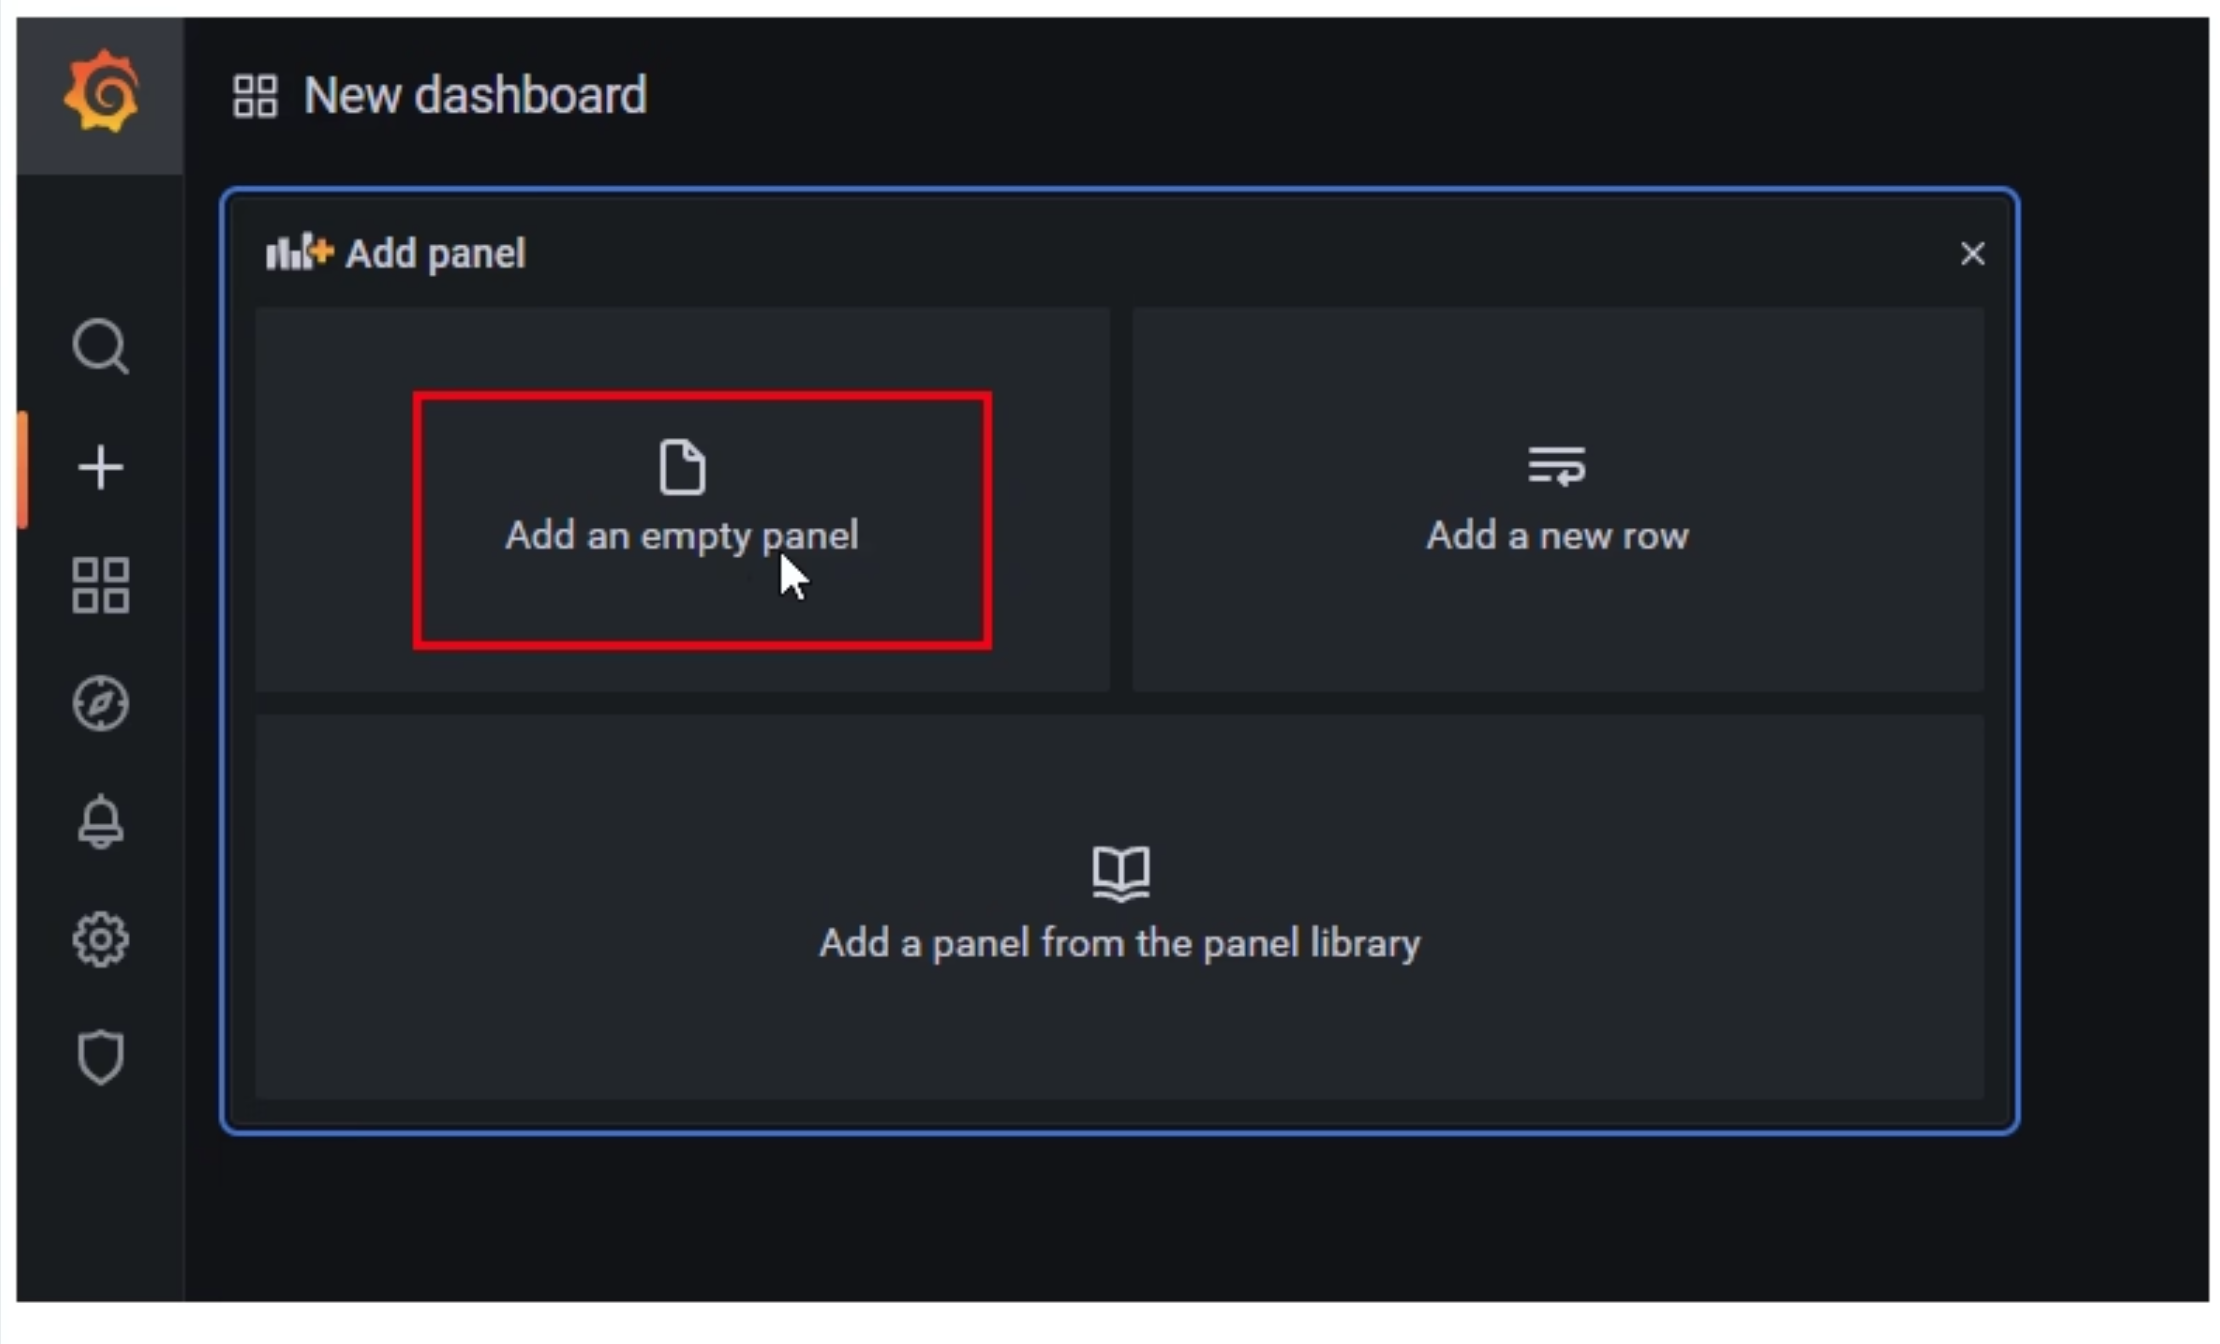 New dashboard
Add panel
Add an empty panel
Add a new row
Add a panel from the panel library